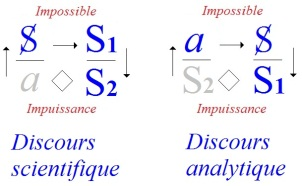 Impossible
$ → S1
a ◇ S2
Impuissance
Discours
scientifique
Impossible
a → $
S2 ◇ S1
Impuissance
Discours
analytique